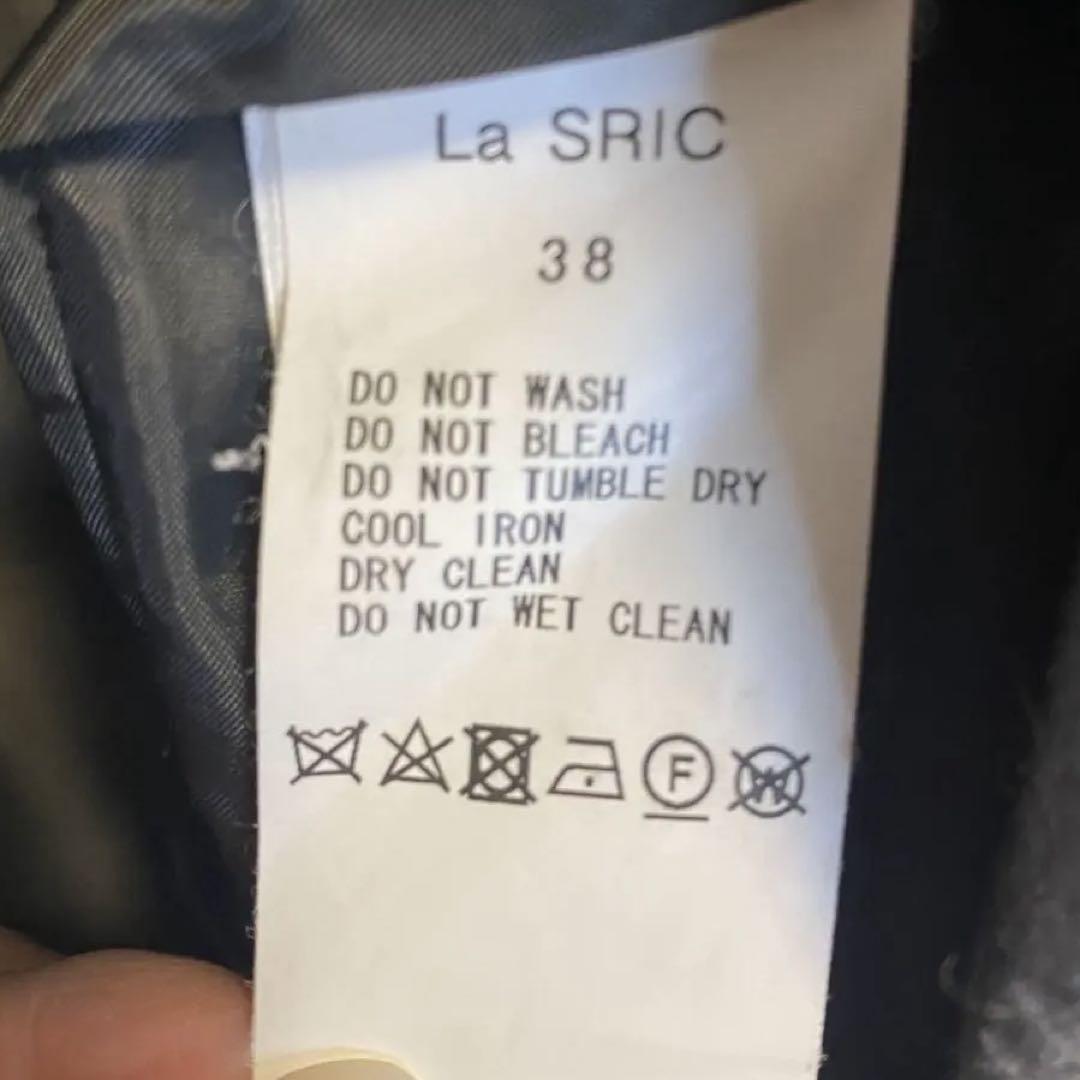 La SRIC
38
DO NOT WASH
DO NOT BLEACH
DO NOT TUMBLE DRY
COOL IRON
DRY CLEAN
DO NOT WET CLEAN
F W